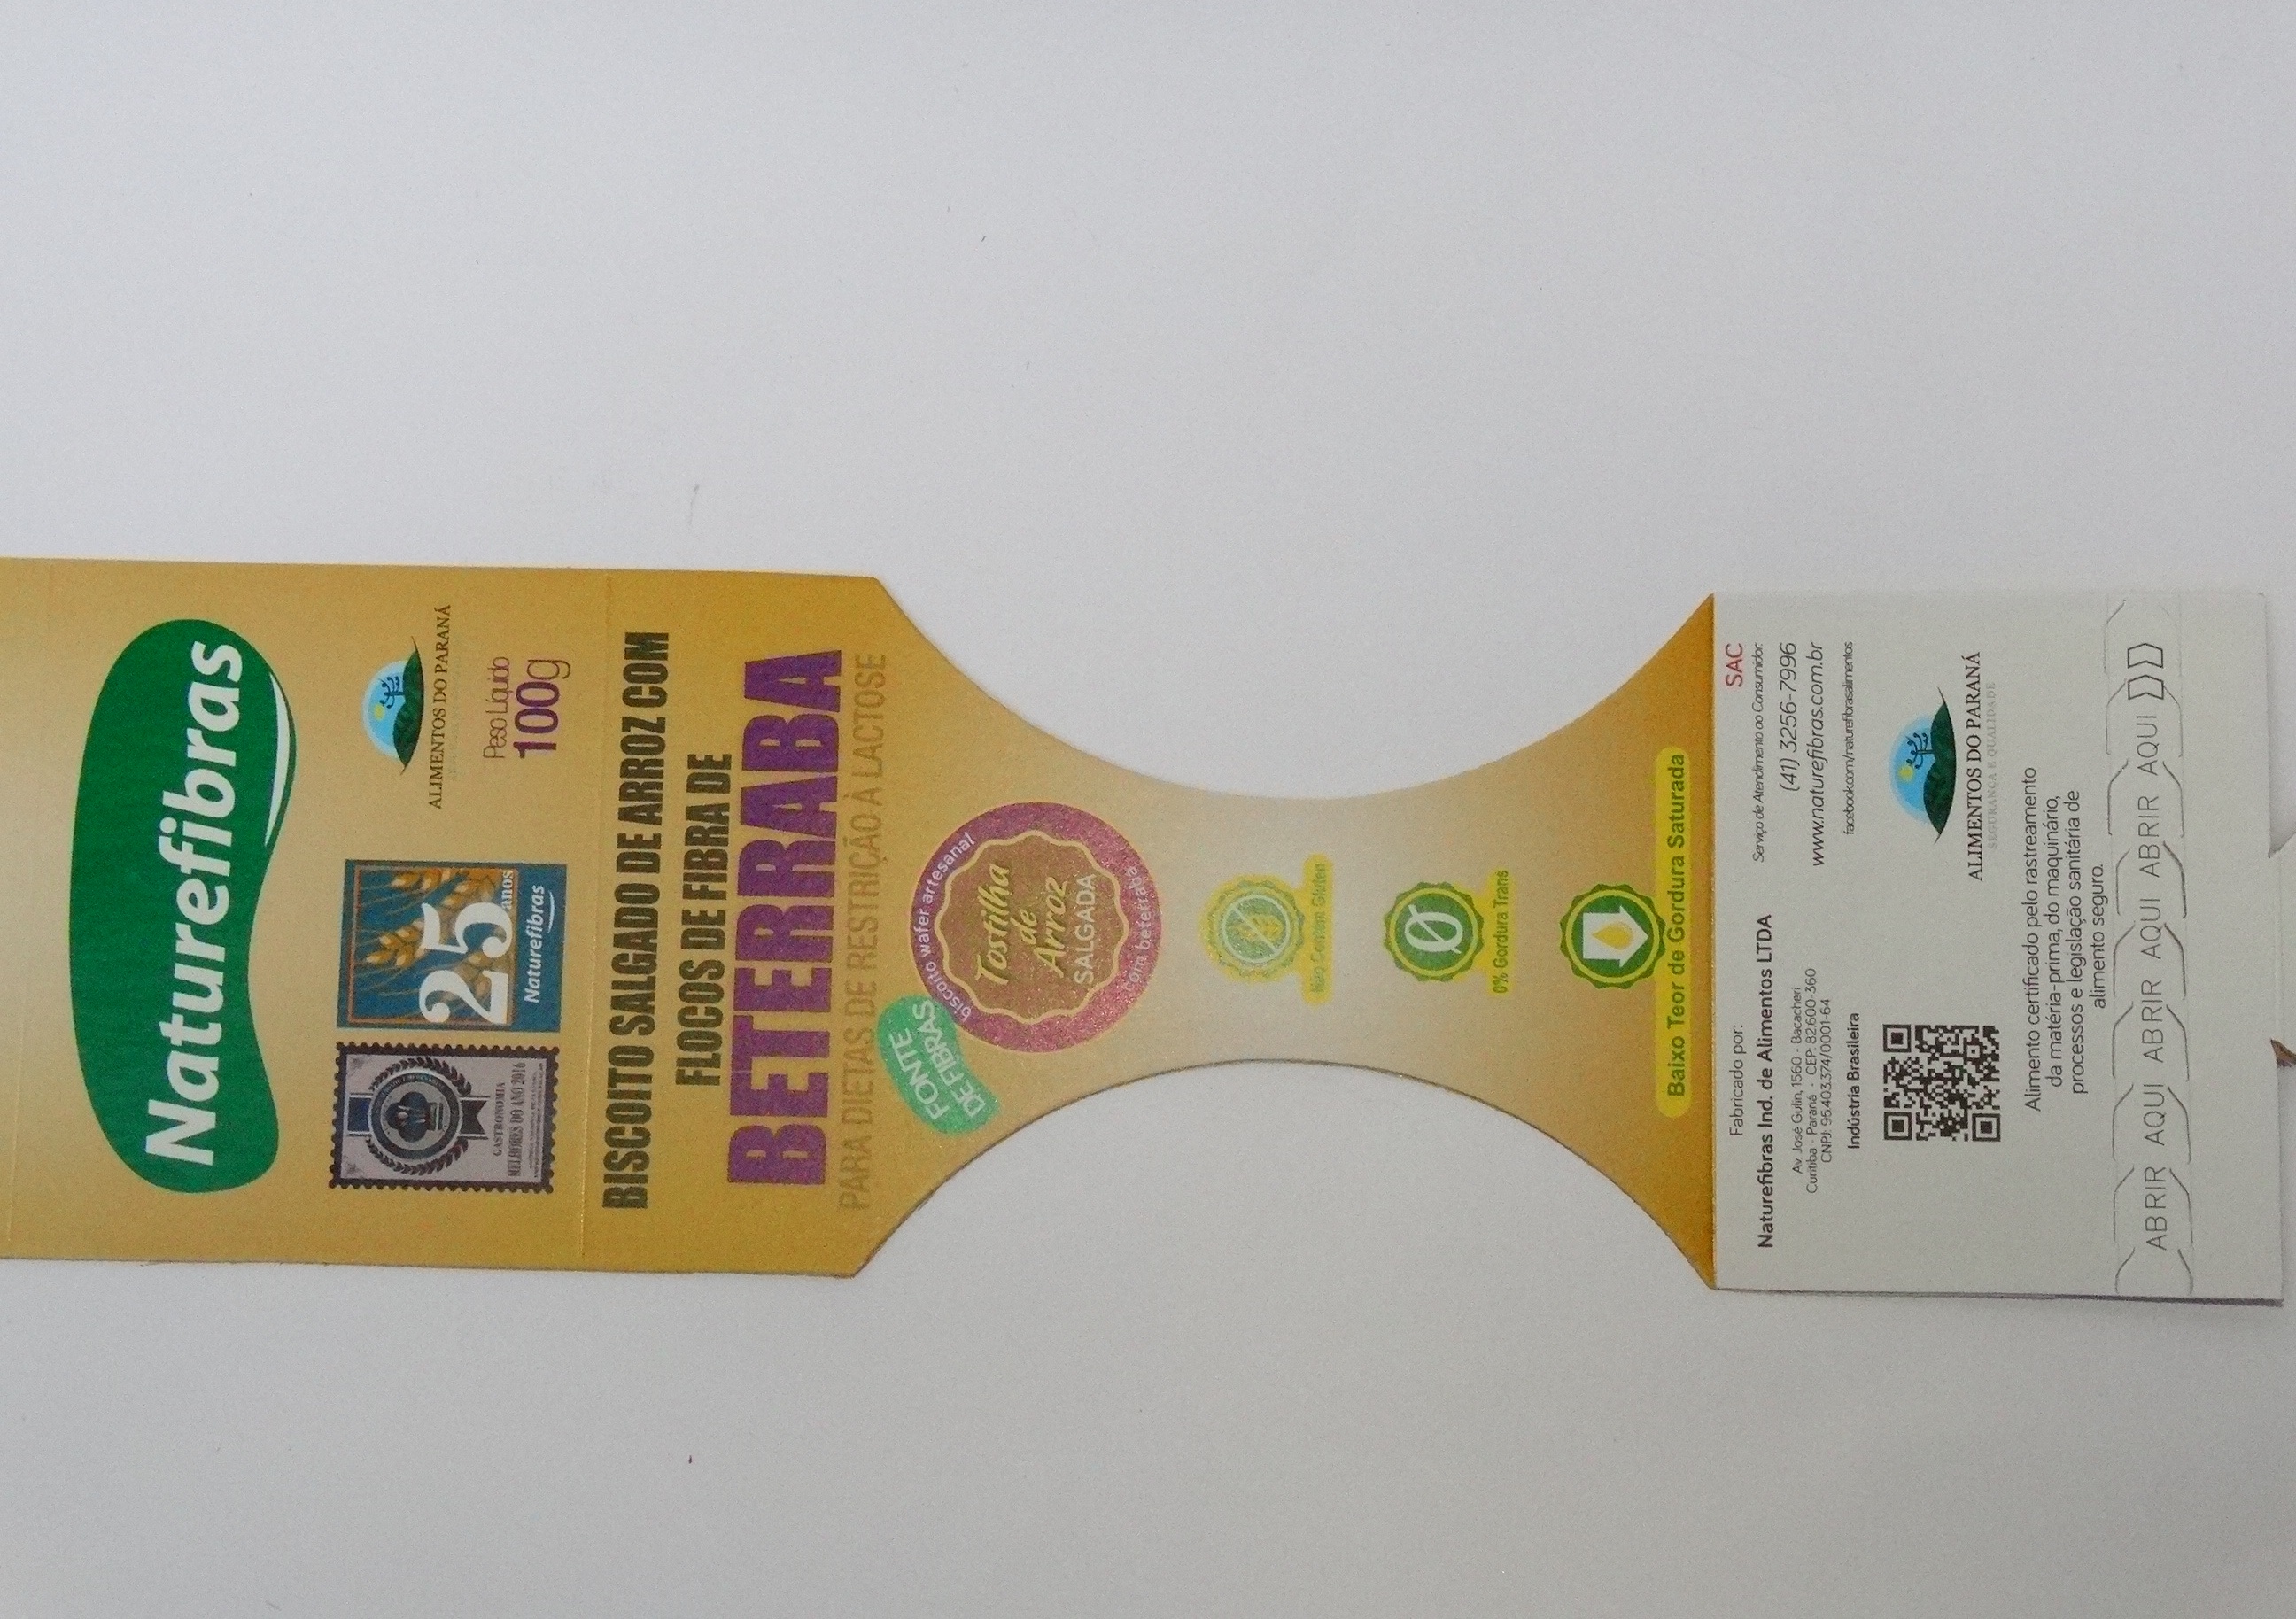 Naturefibras
GASTRONOMIA
MELHORES DO ANO 2016
25
anos
Naturefibras
ALIMENTOS DO PARANÁ
Peso Líquido
100g
BISCOITO SALGADO DE ARROZ COM
FLOCOS DE FIBRA DE
BETERRABA
PARA DIETAS DE RESTRIÇÃO À LACTOSE
FONTE
DE FIBRAS
biscoito wafer artesanal
Tostilha
de
Arroz
SALGADA
com beterraba
Não Contém Glúten
0% Gordura Trans
Baixo Teor de Gordura Saturada
Fabricado por:
Naturefibras Ind. de Alimentos LTDA
Av. José Gulin, 1560 - Bacacheri
Curitiba - Paraná - CEP: 82.600-360
CNPJ: 95.403.374/0001-64
Indústria Brasileira
SAC
Serviço de Atendimento ao Consumidor:
(41) 3256-7996
www.naturefibras.com.br
facebook.com/naturefibrasalimentos
ALIMENTOS DO PARANÁ
SEGURANÇA E QUALIDADE
Alimento certificado pelo rastreamento
da matéria-prima, do maquinário,
processos e legislação sanitária de
alimento seguro.
ABRIR AQUI ABRIR AQUI ABRIR AQUI